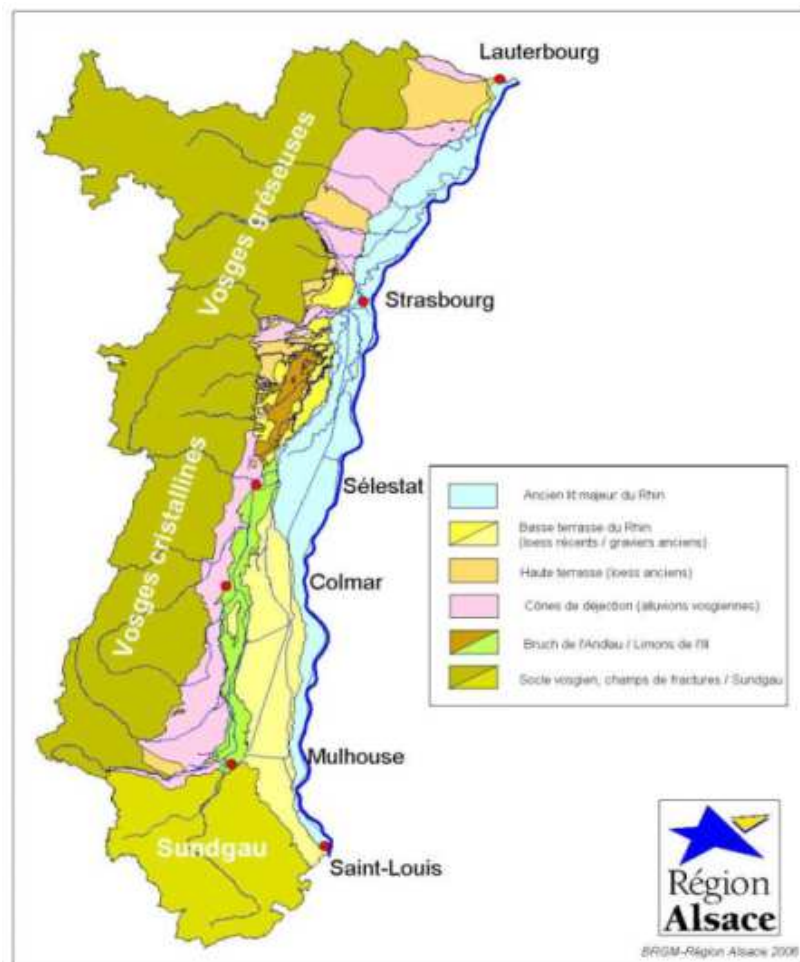 Lauterbourg
Vosges gréseuses
Strasbourg
Vosges cristallines
Sélestat
Colmar
Mulhouse
Sundgau
Saint-Louis
Ancien lit majeur du Rhin
Basse terrasse du Rhin
(loess récents / graviers anciens)
Haute terrasse (loess anciens)
Cônes de déjection (alluvions vosgiennes)
Bruch de l'Andlau / Limons de l'Ill
Socle vosgien, champs de fractures / Sundgau
Région
Alsace
BRGM-Région Alsace 2006